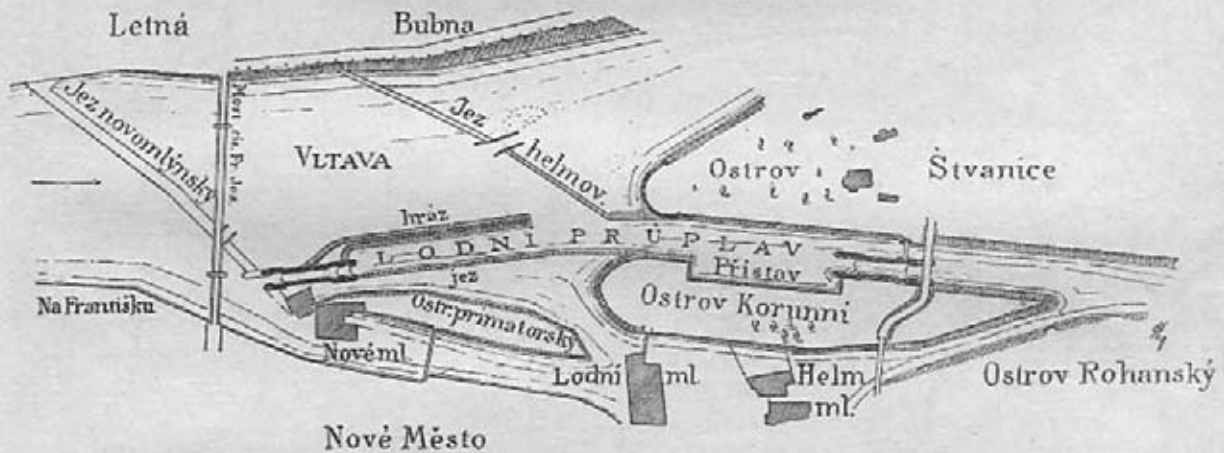 Letná
Bubna
Jez novomlýnský
VLTAVA
Jez
helmov.
Ostrov
Štvanice
hráz
LODNÍ PRŮPLAV
jez
Přístav
Ostrov Korunní
Na Františku
Ostr. primatorský
Nové ml.
Lodní ml.
Helm
ml.
Ostrov Rohanský
Nové Město